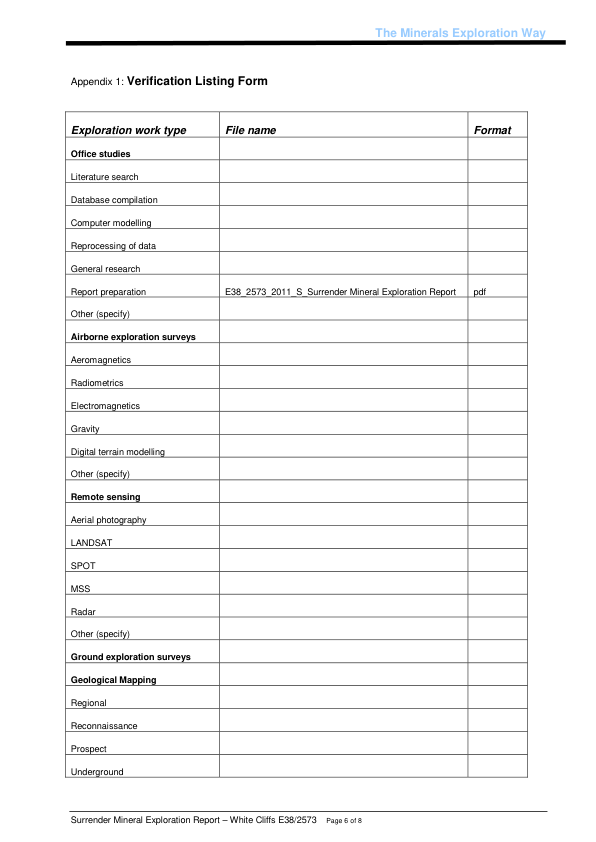 The Minerals Exploration Way
Appendix 1: Verification Listing Form
Exploration work type File name Format
Office studies
Literature search
Database compilation
Computer modelling
Reprocessing of data
General research
Report preparation E38_2573_2011_S_Surrender Mineral Exploration Report pdf
Other (specify)
Airborne exploration surveys
Aeromagnetics
Radiometrics
Electromagnetics
Gravity
Digital terrain modelling
Other (specify)
Remote sensing
Aerial photography
LANDSAT
SPOT
MSS
Radar
Other (specify)
Ground exploration surveys
Geological Mapping
Regional
Reconnaissance
Prospect
Underground
Surrender Mineral Exploration Report – White Cliffs E38/2573 Page 6 of 8